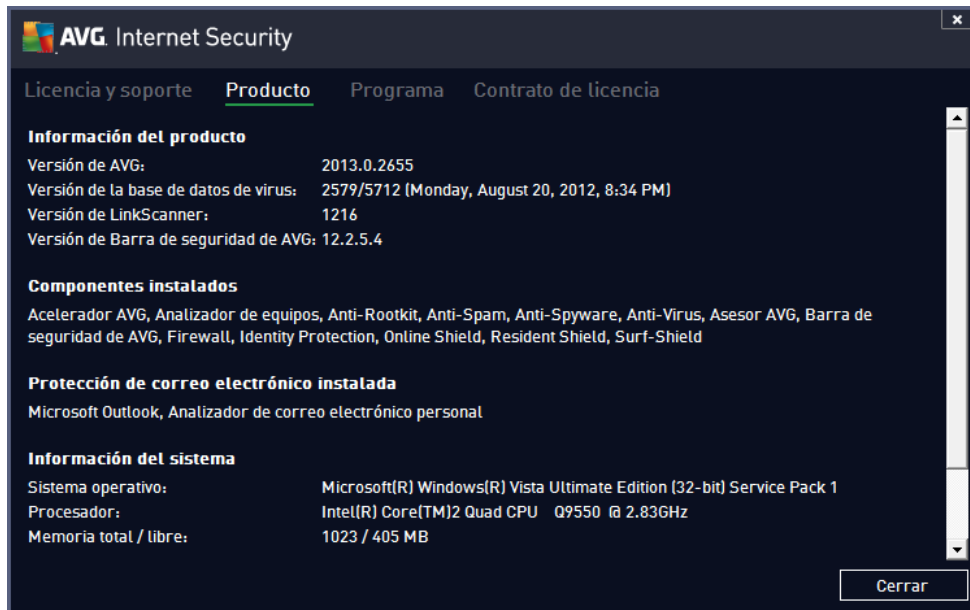 AVG. Internet Security
Licencia y soporte Producto Programa Contrato de licencia
Información del producto
Versión de AVG: 2013.0.2655
Versión de la base de datos de virus: 2579/5712 (Monday, August 20, 2012, 8:34 PM)
Versión de LinkScanner: 1216
Versión de Barra de seguridad de AVG: 12.2.5.4
Componentes instalados
Acelerador AVG, Analizador de equipos, Anti-Rootkit, Anti-Spam, Anti-Spyware, Anti-Virus, Asesor AVG, Barra de
seguridad de AVG, Firewall, Identity Protection, Online Shield, Resident Shield, Surf-Shield
Protección de correo electrónico instalada
Microsoft Outlook, Analizador de correo electrónico personal
Información del sistema
Sistema operativo: Microsoft(R) Windows(R) Vista Ultimate Edition (32-bit) Service Pack 1
Procesador: Intel(R) Core(TM)2 Quad CPU Q9550 @ 2.83GHz
Memoria total / libre: 1023 / 405 MB
Cerrar